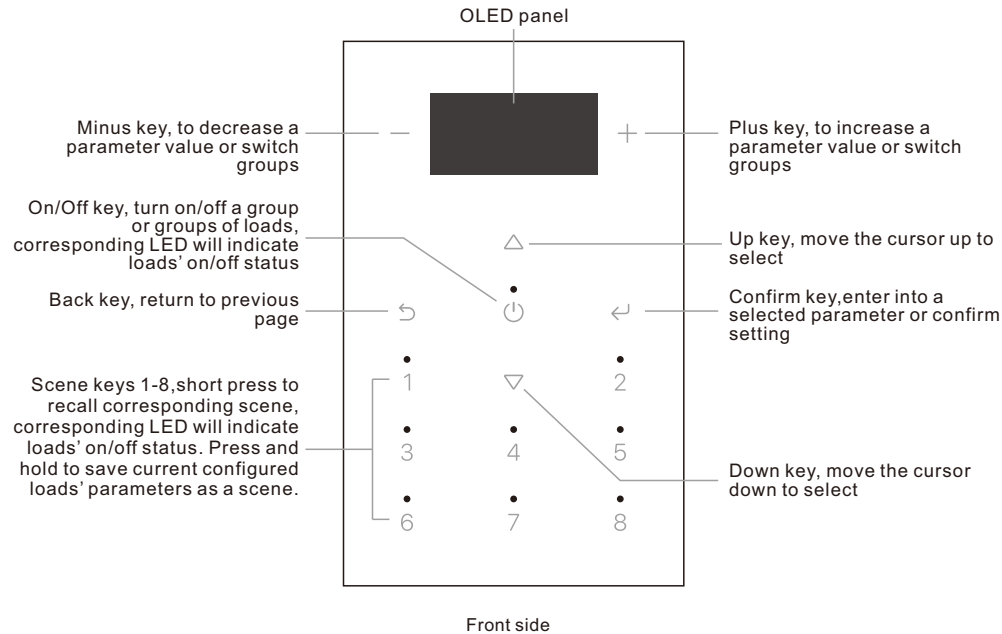 OLED panel
Minus key, to decrease a
parameter value or switch
groups
Plus key, to increase a
parameter value or switch
groups
On/Off key, turn on/off a group
or groups of loads,
corresponding LED will indicate
loads’ on/off status
Up key, move the cursor up to
select
Back key, return to previous
page
Confirm key,enter into a
selected parameter or confirm
setting
Scene keys 1-8,short press to
recall corresponding scene,
corresponding LED will indicate
loads’ on/off status. Press and
hold to save current configured
loads’ parameters as a scene.
1
2
3
4
5
6
7
8
Down key, move the cursor
down to select
Front side